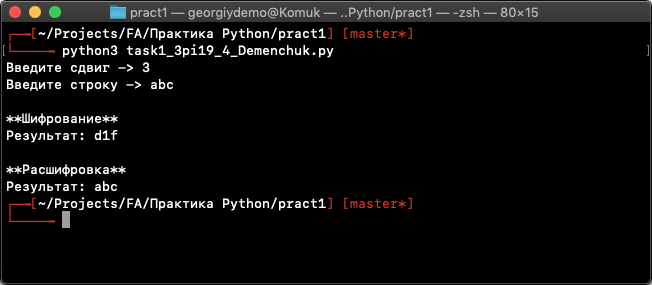 pract1 — georgiydemo@Komuk — ..Python/pract1 — -zsh — 80×15
[~/Projects/FA/Практика Python/pract1] [master*]
python3 task1_3pi19_4_Demenchuk.py
Введите сдвиг —> 3
Введите строку —> abc
**Шифрование**
Результат: d1f
**Расшифровка**
Результат: abc
[~/Projects/FA/Практика Python/pract1] [master*]